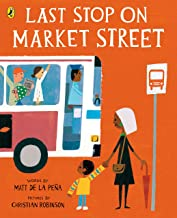 LAST STOP ON
MARKET STREET
WORDS BY
MATT DE LA PEÑA
PICTURES BY
CHRISTIAN ROBINSON